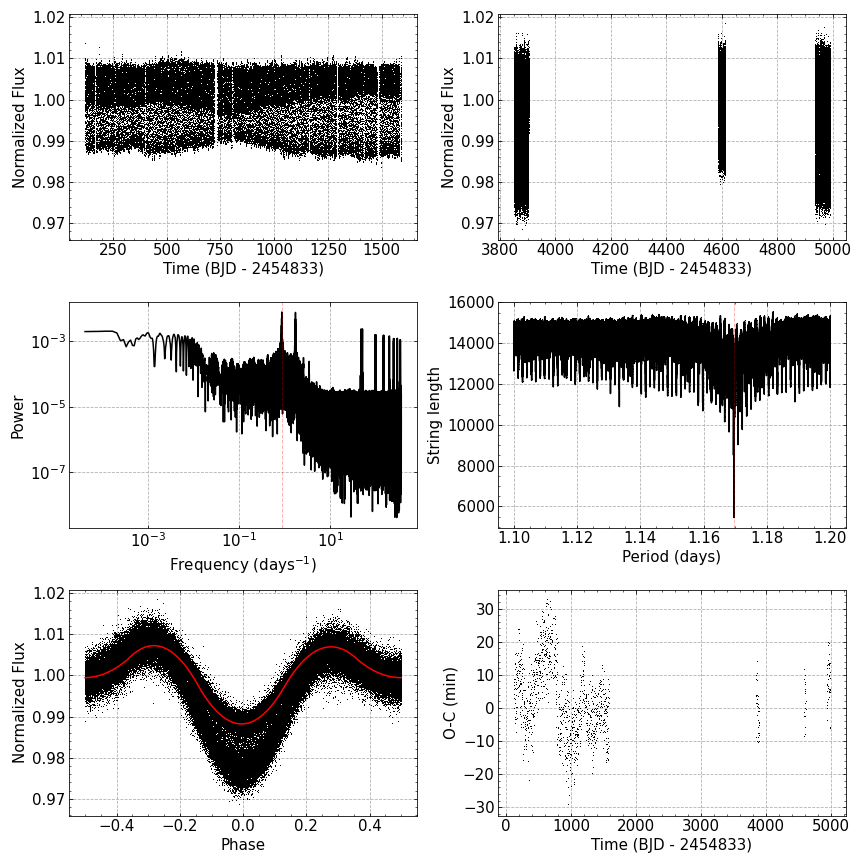 1.02
1.01
1.00
0.99
0.98
0.97
Normalized Flux
250 500 750 1000 1250 1500
Time (BJD - 2454833)
1.02
1.01
1.00
0.99
0.98
0.97
Normalized Flux
3800 4000 4200 4400 4600 4800 5000
Time (BJD - 2454833)
10⁻³
10⁻⁵
10⁻⁷
Power
10⁻³ 10⁻¹ 10¹
Frequency (days⁻¹)
16000
14000
12000
10000
8000
6000
String length
1.10 1.12 1.14 1.16 1.18 1.20
Period (days)
1.02
1.01
1.00
0.99
0.98
0.97
Normalized Flux
−0.4 −0.2 0.0 0.2 0.4
Phase
30
20
10
0
−10
−20
−30
O-C (min)
0 1000 2000 3000 4000 5000
Time (BJD - 2454833)